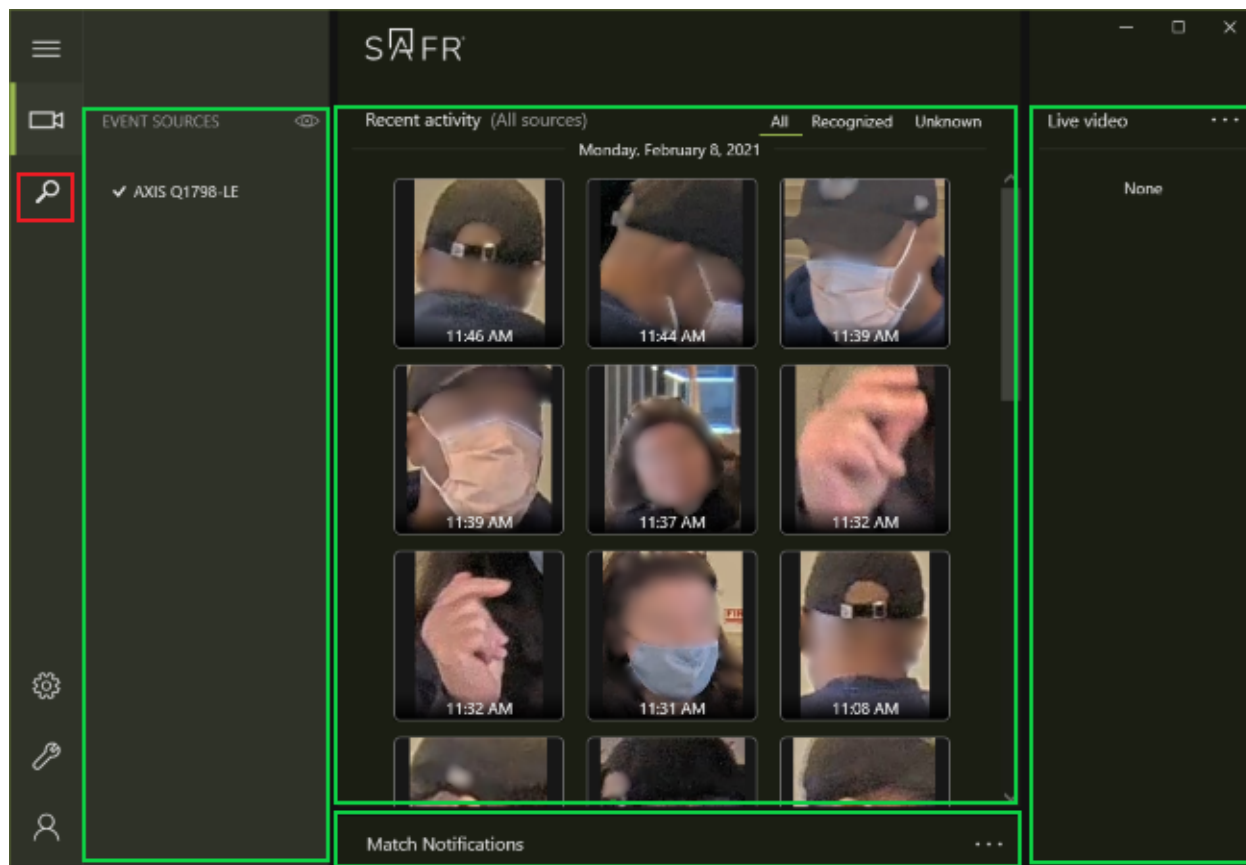 SAFR
EVENT SOURCES
AXIS Q1798-LE
Recent activity (All sources)
All Recognized Unknown
Monday, February 8, 2021
11:46 AM
11:44 AM
11:39 AM
11:39 AM
11:37 AM
11:32 AM
11:32 AM
FIR
11:31 AM
11:08 AM
Match Notifications
Live video
None